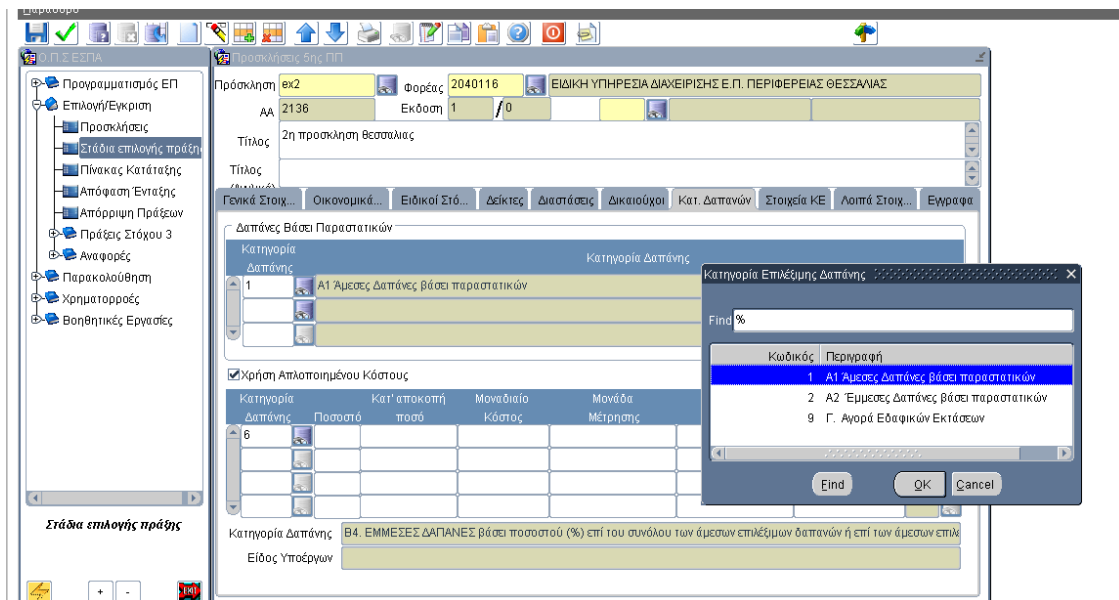 Παράθυρο
Ο.Π.Σ ΕΣΠΑ
Προγραμματισμός ΕΠ
Επιλογή/Έγκριση
Προσκλήσεις
Στάδια επιλογής πράξη
Πίνακας Κατάταξης
Απόφαση Ένταξης
Απόρριψη Πράξεων
Πράξεις Στόχου 3
Αναφορές
Παρακολούθηση
Χρηματορροές
Βοηθητικές Εργασίες
Στάδια επιλογής πράξης
+ -
EXIT
Προσκλήσεις 5ης ΠΠ
Πρόσκληση ex2 Φορέας 2040116 ΕΙΔΙΚΗ ΥΠΗΡΕΣΙΑ ΔΙΑΧΕΙΡΙΣΗΣ Ε.Π. ΠΕΡΙΦΕΡΕΙΑΣ ΘΕΣΣΑΛΙΑΣ
ΑΑ 2136 Εκδοση 1 / 0
Τίτλος 2η προσκληση θεσσαλιας
Τίτλος
Γενικά Στοιχ... Οικονομικά... Ειδικοί Στό... Δείκτες Διαστάσεις Δικαιούχοι Κατ. Δαπανών Στοιχεία ΚΕ Λοιπά Στοιχ... Εγγραφα
Δαπάνες Βάσει Παραστατικών
Κατηγορία Δαπάνης Κατηγορία Δαπάνης
1 Α1 Άμεσες Δαπάνες βάσει παραστατικών
Χρήση Απλοποιημένου Κόστους
Κατηγορία Δαπάνης Ποσοστό Κατ' αποκοπή ποσό Μοναδιαίο Κόστος Μονάδα Μέτρησης
6
Κατηγορία Δαπάνης Β4. ΕΜΜΕΣΕΣ ΔΑΠΑΝΕΣ βάσει ποσοστού (%) επί του συνόλου των άμεσων επιλέξιμων δαπανών ή επί των άμεσων επιλ
Είδος Υποέργων
Κατηγορία Επιλέξιμης Δαπάνης
Find %
Κωδικός Περιγραφή
1 Α1 Άμεσες Δαπάνες βάσει παραστατικών
2 Α2 Έμμεσες Δαπάνες βάσει παραστατικών
9 Γ. Αγορά Εδαφικών Εκτάσεων
Find OK Cancel